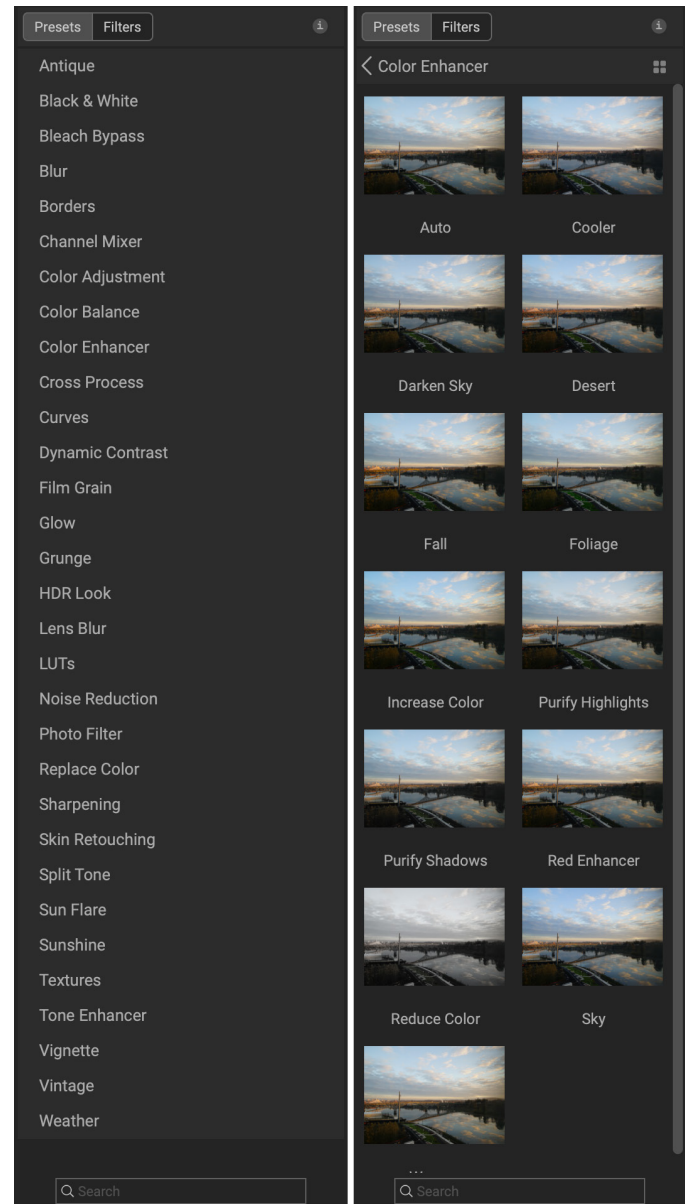 Presets Filters i
Antique
Black & White
Bleach Bypass
Blur
Borders
Channel Mixer
Color Adjustment
Color Balance
Color Enhancer
Cross Process
Curves
Dynamic Contrast
Film Grain
Glow
Grunge
HDR Look
Lens Blur
LUTs
Noise Reduction
Photo Filter
Replace Color
Sharpening
Skin Retouching
Split Tone
Sun Flare
Sunshine
Textures
Tone Enhancer
Vignette
Vintage
Weather
Search
Presets Filters i
Color Enhancer
Auto Cooler
Darken Sky Desert
Fall Foliage
Increase Color Purify Highlights
Purify Shadows Red Enhancer
Reduce Color Sky
...
Search